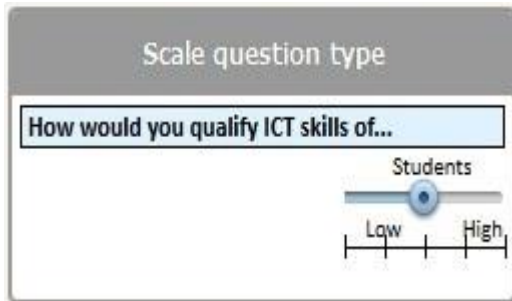 Scale question type
How would you qualify ICT skills of...
Students
Low High